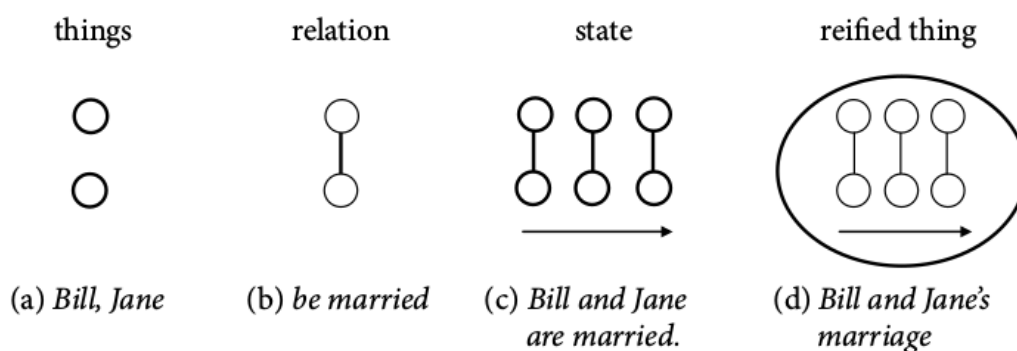 things relation state reified thing
(a) Bill, Jane (b) be married (c) Bill and Jane (d) Bill and Jane’s
are married. marriage